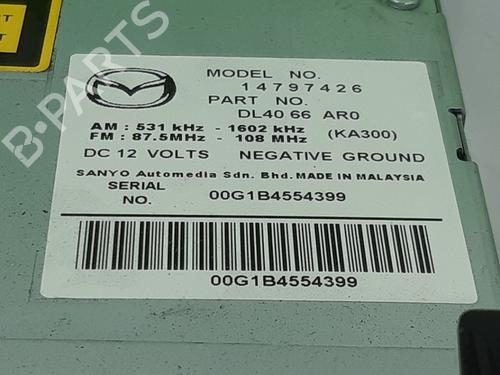 MODEL NO.
14797426
PART NO.
DL40 66 AR0
AM : 531 kHz - 1602 kHz
FM : 87.5MHz - 108 MHz
(KA300)
DC 12 VOLTS NEGATIVE GROUND
SANYO Automedia Sdn. Bhd. MADE IN MALAYSIA
SERIAL
NO.
00G1B4554399
00G1B4554399
B-PARTS